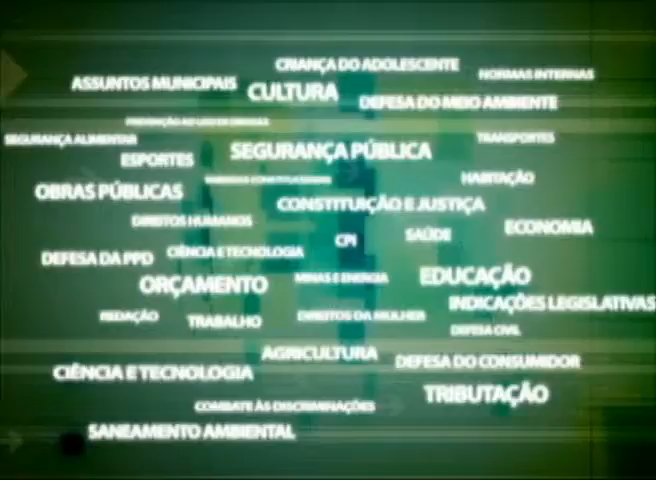 CRIANÇA DO ADOLESCENTE
NORMAS INTERNAS
ASSUNTOS MUNICIPAIS
CULTURA
DEFESA DO MEIO AMBIENTE
SEGURANÇA ALIMENTAR
TRANSPORTES
ESPORTES
SEGURANÇA PÚBLICA
HABITAÇÃO
OBRAS PÚBLICAS
CONSTITUIÇÃO E JUSTIÇA
DIREITOS HUMANOS
ECONOMIA
CPI
SAÚDE
DEFESA DA PPD
CIÊNCIA E TECNOLOGIA
ORÇAMENTO
MINAS E ENERGIA
EDUCAÇÃO
INDICAÇÕES LEGISLATIVAS
REDAÇÃO
TRABALHO
DIREITOS DA MULHER
DEFESA CIVIL
AGRICULTURA
DEFESA DO CONSUMIDOR
CIÊNCIA E TECNOLOGIA
TRIBUTAÇÃO
COMBATE ÀS DISCRIMINAÇÕES
SANEAMENTO AMBIENTAL